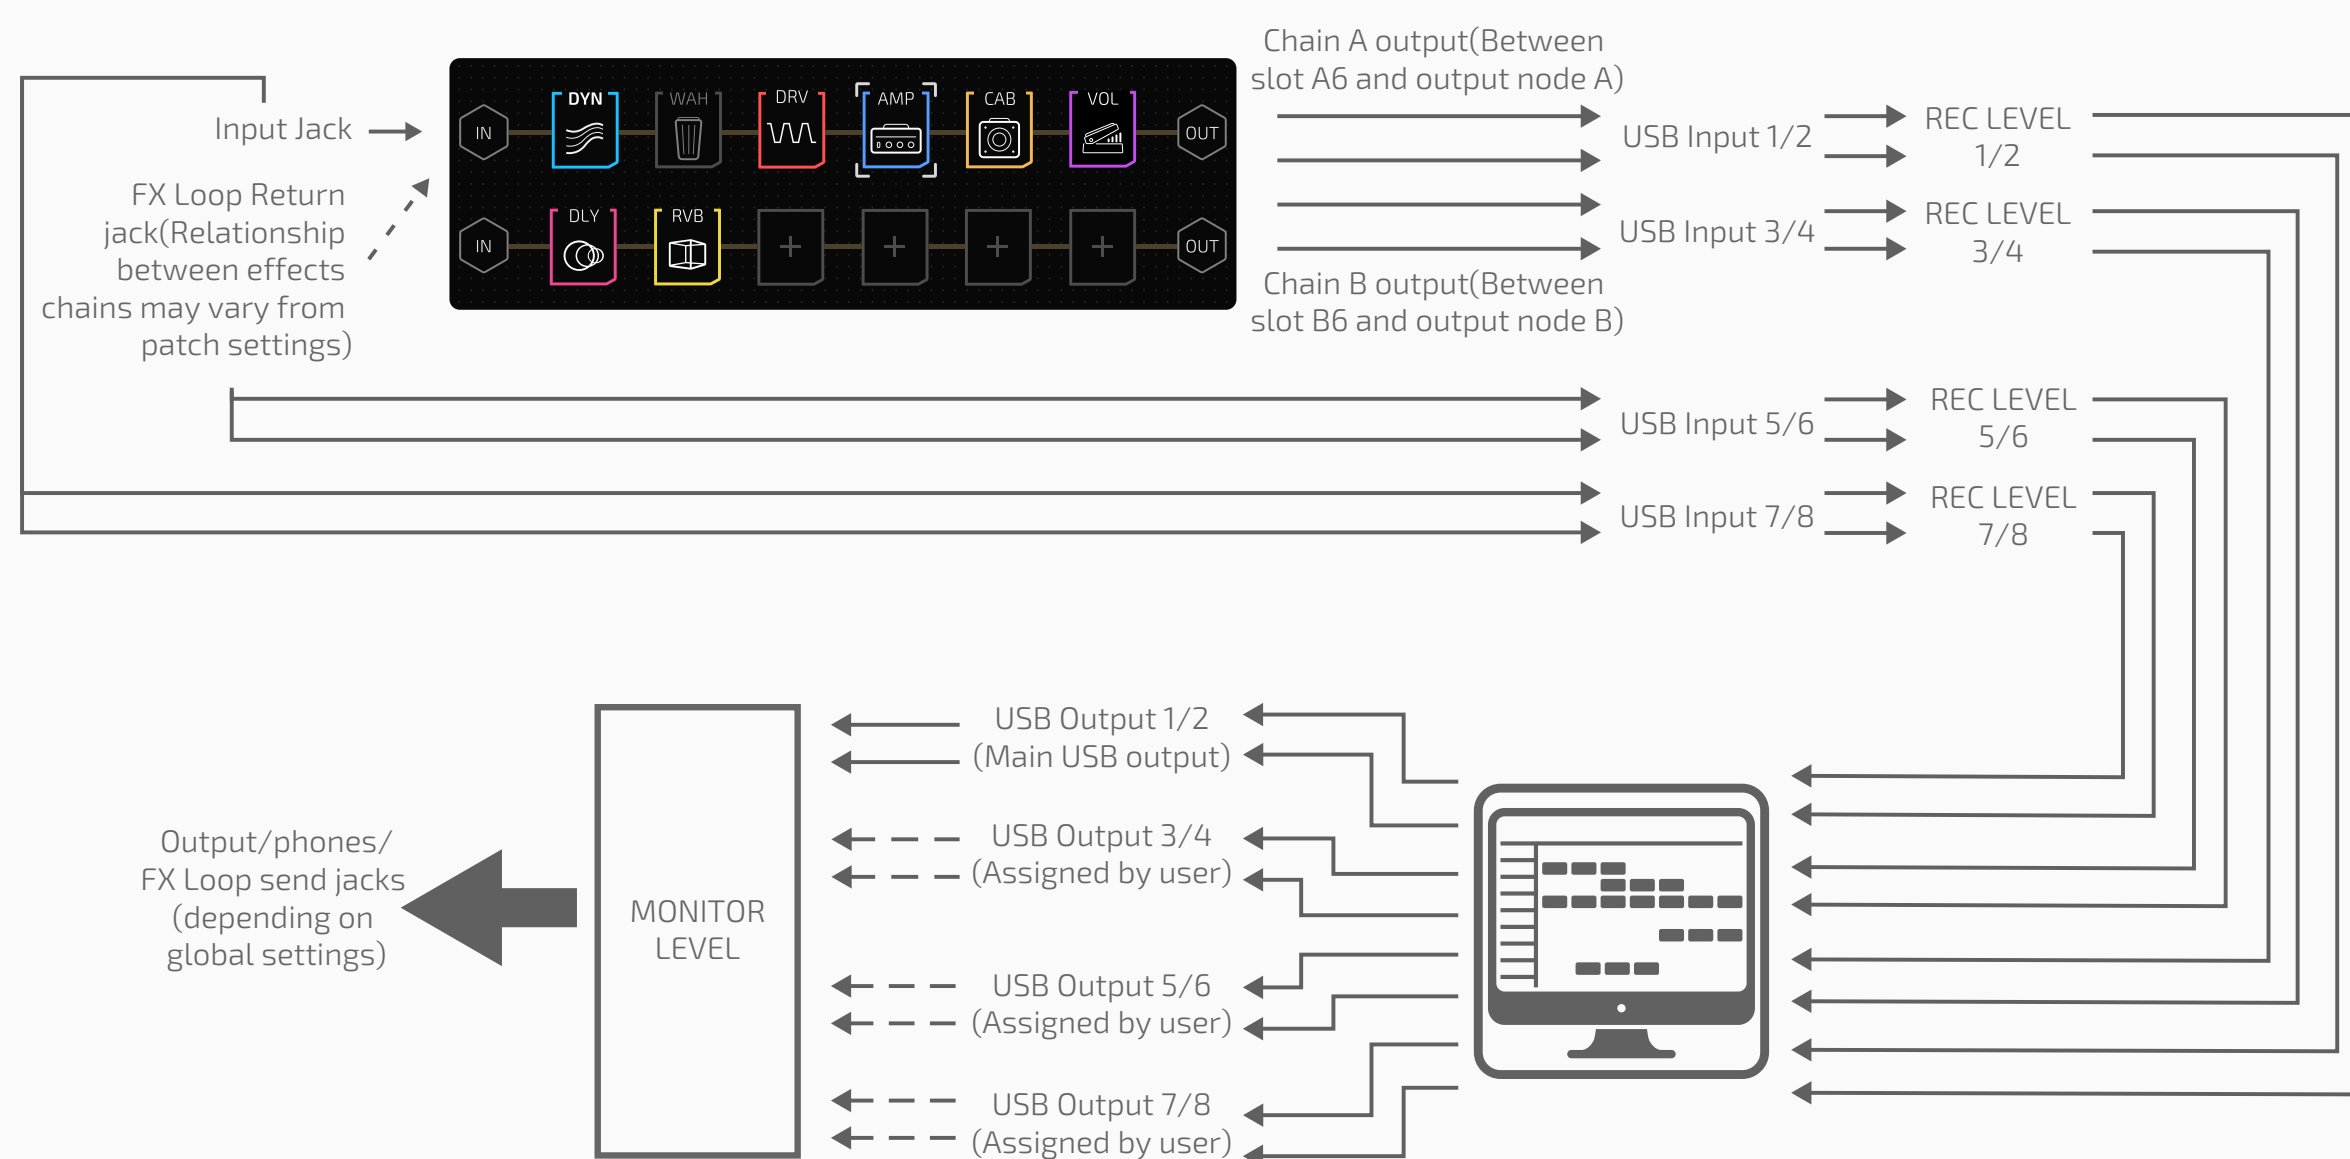 Chain A output(Between
slot A6 and output node A)
Input Jack
FX Loop Return
jack(Relationship
between effects
chains may vary from
patch settings)
IN
DYN
WAH
DRV
AMP
CAB
VOL
OUT
IN
DLY
RVB
+
+
+
+
OUT
Chain B output(Between
slot B6 and output node B)
USB Input 1/2
REC LEVEL
1/2
USB Input 3/4
REC LEVEL
3/4
USB Input 5/6
REC LEVEL
5/6
USB Input 7/8
REC LEVEL
7/8
USB Output 1/2
(Main USB output)
USB Output 3/4
(Assigned by user)
USB Output 5/6
(Assigned by user)
USB Output 7/8
(Assigned by user)
MONITOR
LEVEL
Output/phones/
FX Loop send jacks
(depending on
global settings)